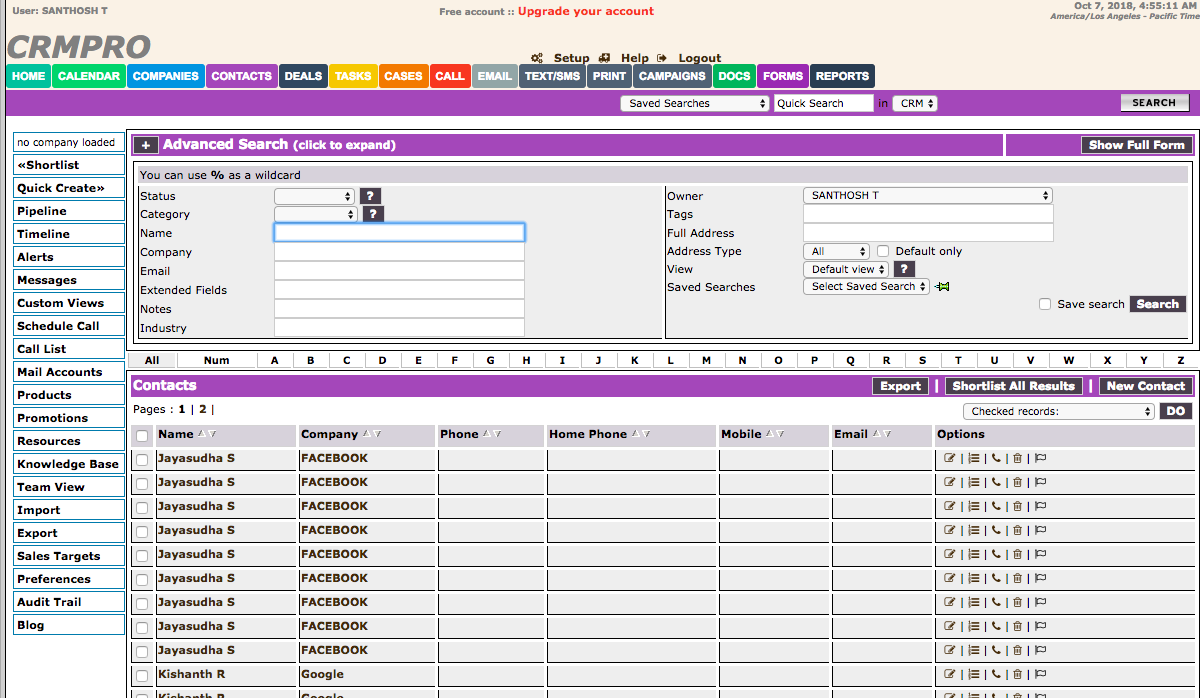 User: SANTHOSH T
Free account :: Upgrade your account
Oct 7, 2018, 4:55:11 AM
America/Los Angeles - Pacific Time
CRMPRO
Setup Help Logout
HOME CALENDAR COMPANIES CONTACTS DEALS TASKS CASES CALL EMAIL TEXT/SMS PRINT CAMPAIGNS DOCS FORMS REPORTS
Saved Searches Quick Search in CRM SEARCH
no company loaded
«Shortlist
Quick Create»
Pipeline
Timeline
Alerts
Messages
Custom Views
Schedule Call
Call List
Mail Accounts
Products
Promotions
Resources
Knowledge Base
Team View
Import
Export
Sales Targets
Preferences
Audit Trail
Blog
+ Advanced Search (click to expand) Show Full Form
You can use % as a wildcard
Status ?
Category ?
Name
Company
Email
Extended Fields
Notes
Industry
Owner SANTHOSH T
Tags
Full Address
Address Type All Default only
View Default view ?
Saved Searches Select Saved Search
Save search Search
All Num A B C D E F G H I J K L M N O P Q R S T U V W X Y Z
Contacts Export | Shortlist All Results | New Contact
Pages : 1 | 2 |
Checked records: DO
Name Company Phone Home Phone Mobile Email Options
Jayasudha S FACEBOOK | | | |
Jayasudha S FACEBOOK | | | |
Jayasudha S FACEBOOK | | | |
Jayasudha S FACEBOOK | | | |
Jayasudha S FACEBOOK | | | |
Jayasudha S FACEBOOK | | | |
Jayasudha S FACEBOOK | | | |
Jayasudha S FACEBOOK | | | |
Jayasudha S FACEBOOK | | | |
Kishanth R Google | | | |
Kishanth R Google | | | |